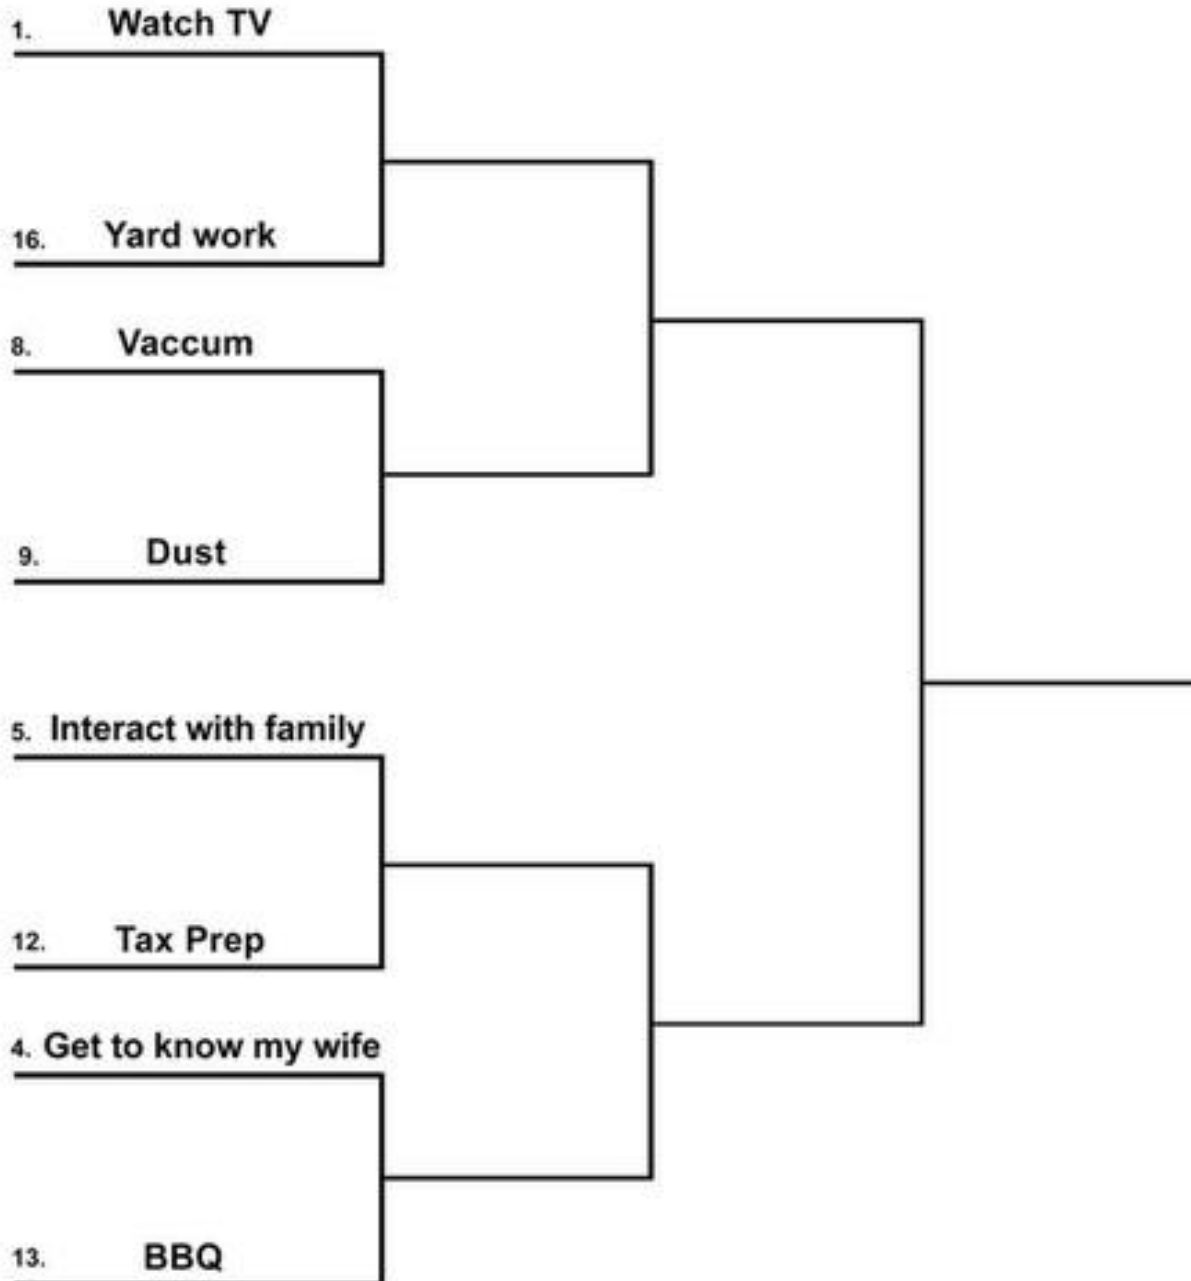 1. Watch TV
16. Yard work
8. Vaccum
9. Dust
5. Interact with family
12. Tax Prep
4. Get to know my wife
13. BBQ